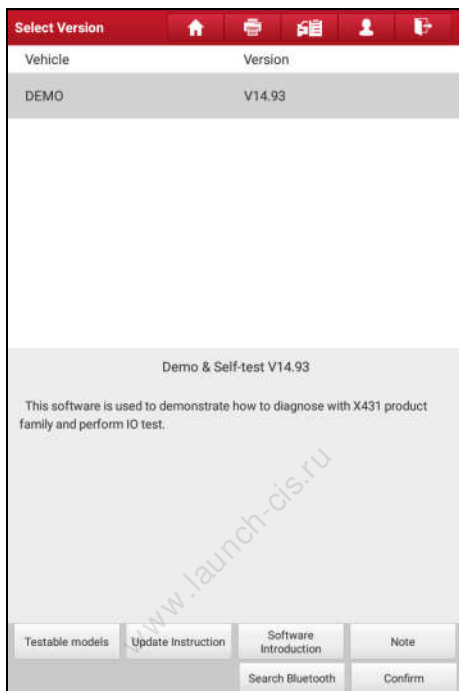 Select Version
Vehicle Version
DEMO V14.93
Demo & Self-test V14.93
This software is used to demonstrate how to diagnose with X431 product
family and perform IO test.
www.launch-cis.ru
Testable models Update Instruction Software Introduction Note
Search Bluetooth Confirm